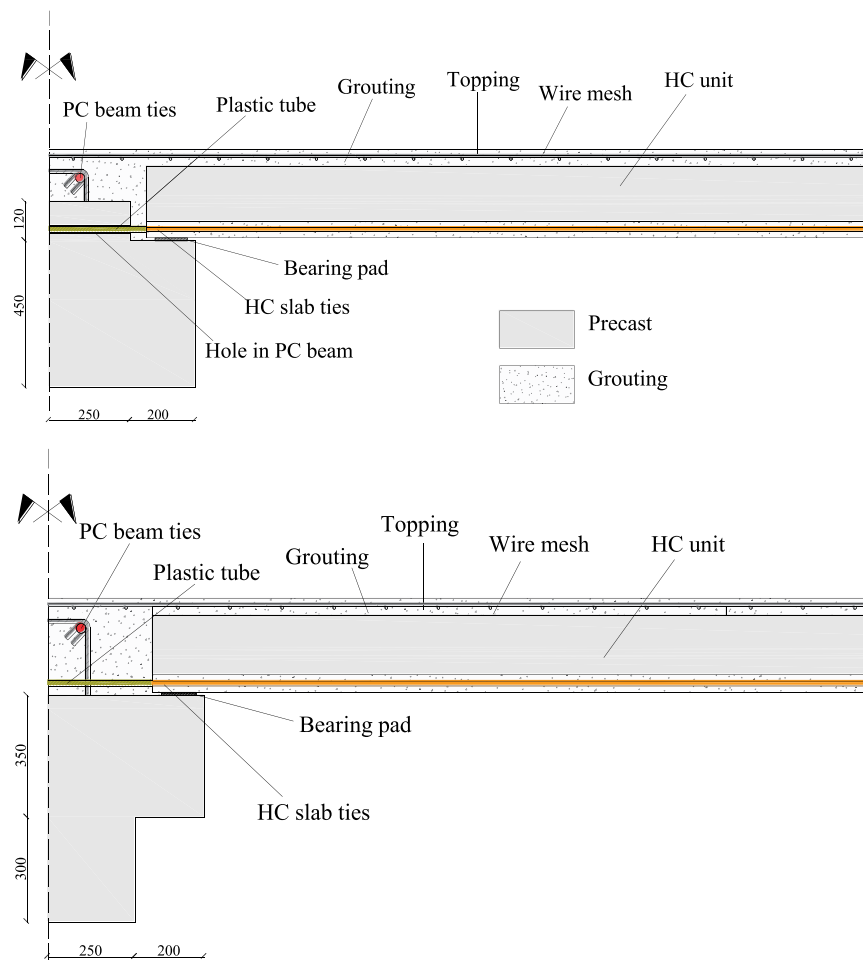 Topping
HC unit
Grouting
Wire mesh
Plastic tube
PC beam ties
120
Bearing pad
450
HC slab ties
Precast
Hole in PC beam
Grouting
250
200
Topping
PC beam ties
Wire mesh
HC unit
Grouting
Plastic tube
Bearing pad
350
HC slab ties
300
250
200